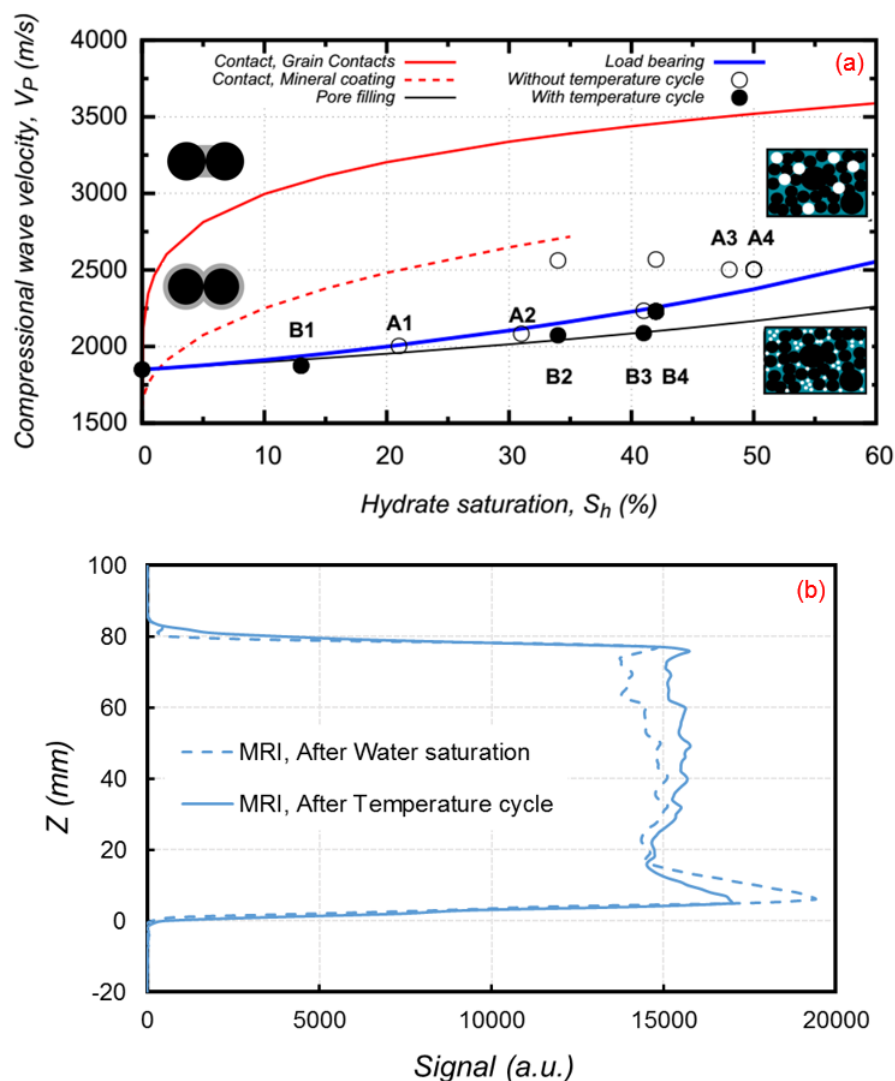 (a)
Compressional wave velocity, V_P (m/s)
4000
3500
3000
2500
2000
1500
Contact, Grain Contacts
Contact, Mineral coating
Pore filling
Load bearing
Without temperature cycle
With temperature cycle
A3 A4
B1 A1 A2
B2 B3 B4
0 10 20 30 40 50 60
Hydrate saturation, S_h (%)
(b)
Z (mm)
100
80
60
40
20
0
-20
MRI, After Water saturation
MRI, After Temperature cycle
0 5000 10000 15000 20000
Signal (a.u.)